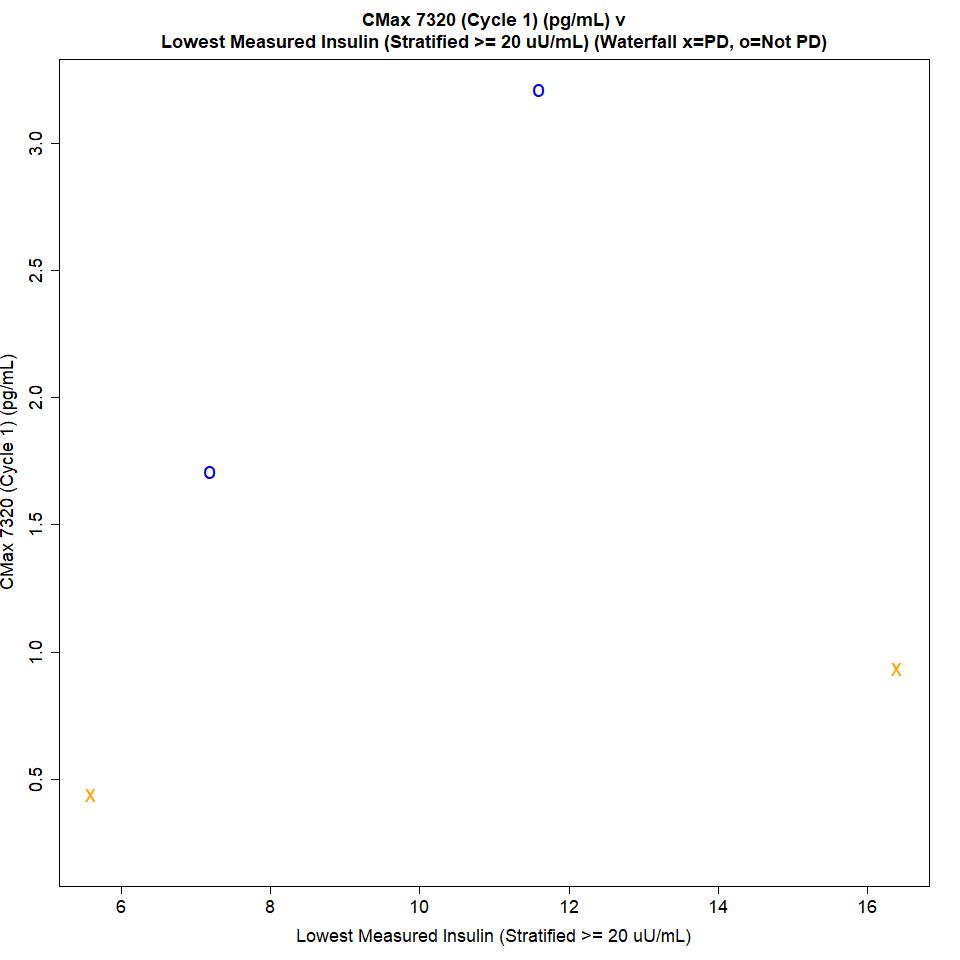 CMax 7320 (Cycle 1) (pg/mL) v
Lowest Measured Insulin (Stratified >= 20 uU/mL) (Waterfall x=PD, o=Not PD)
CMax 7320 (Cycle 1) (pg/mL)
3.0
2.5
2.0
1.5
1.0
0.5
o
o
x
x
6 8 10 12 14 16
Lowest Measured Insulin (Stratified >= 20 uU/mL)